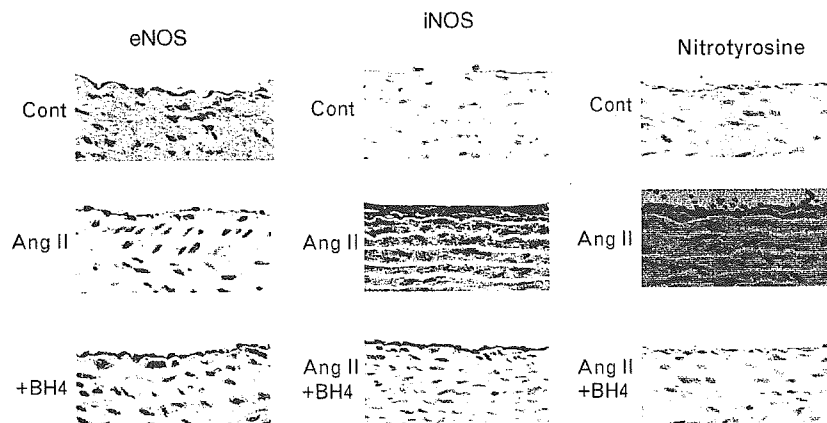 eNOS
iNOS
Nitrotyrosine
Cont
Cont
Cont
Ang II
Ang II
Ang II
+BH4
Ang II
+BH4
Ang II
+BH4